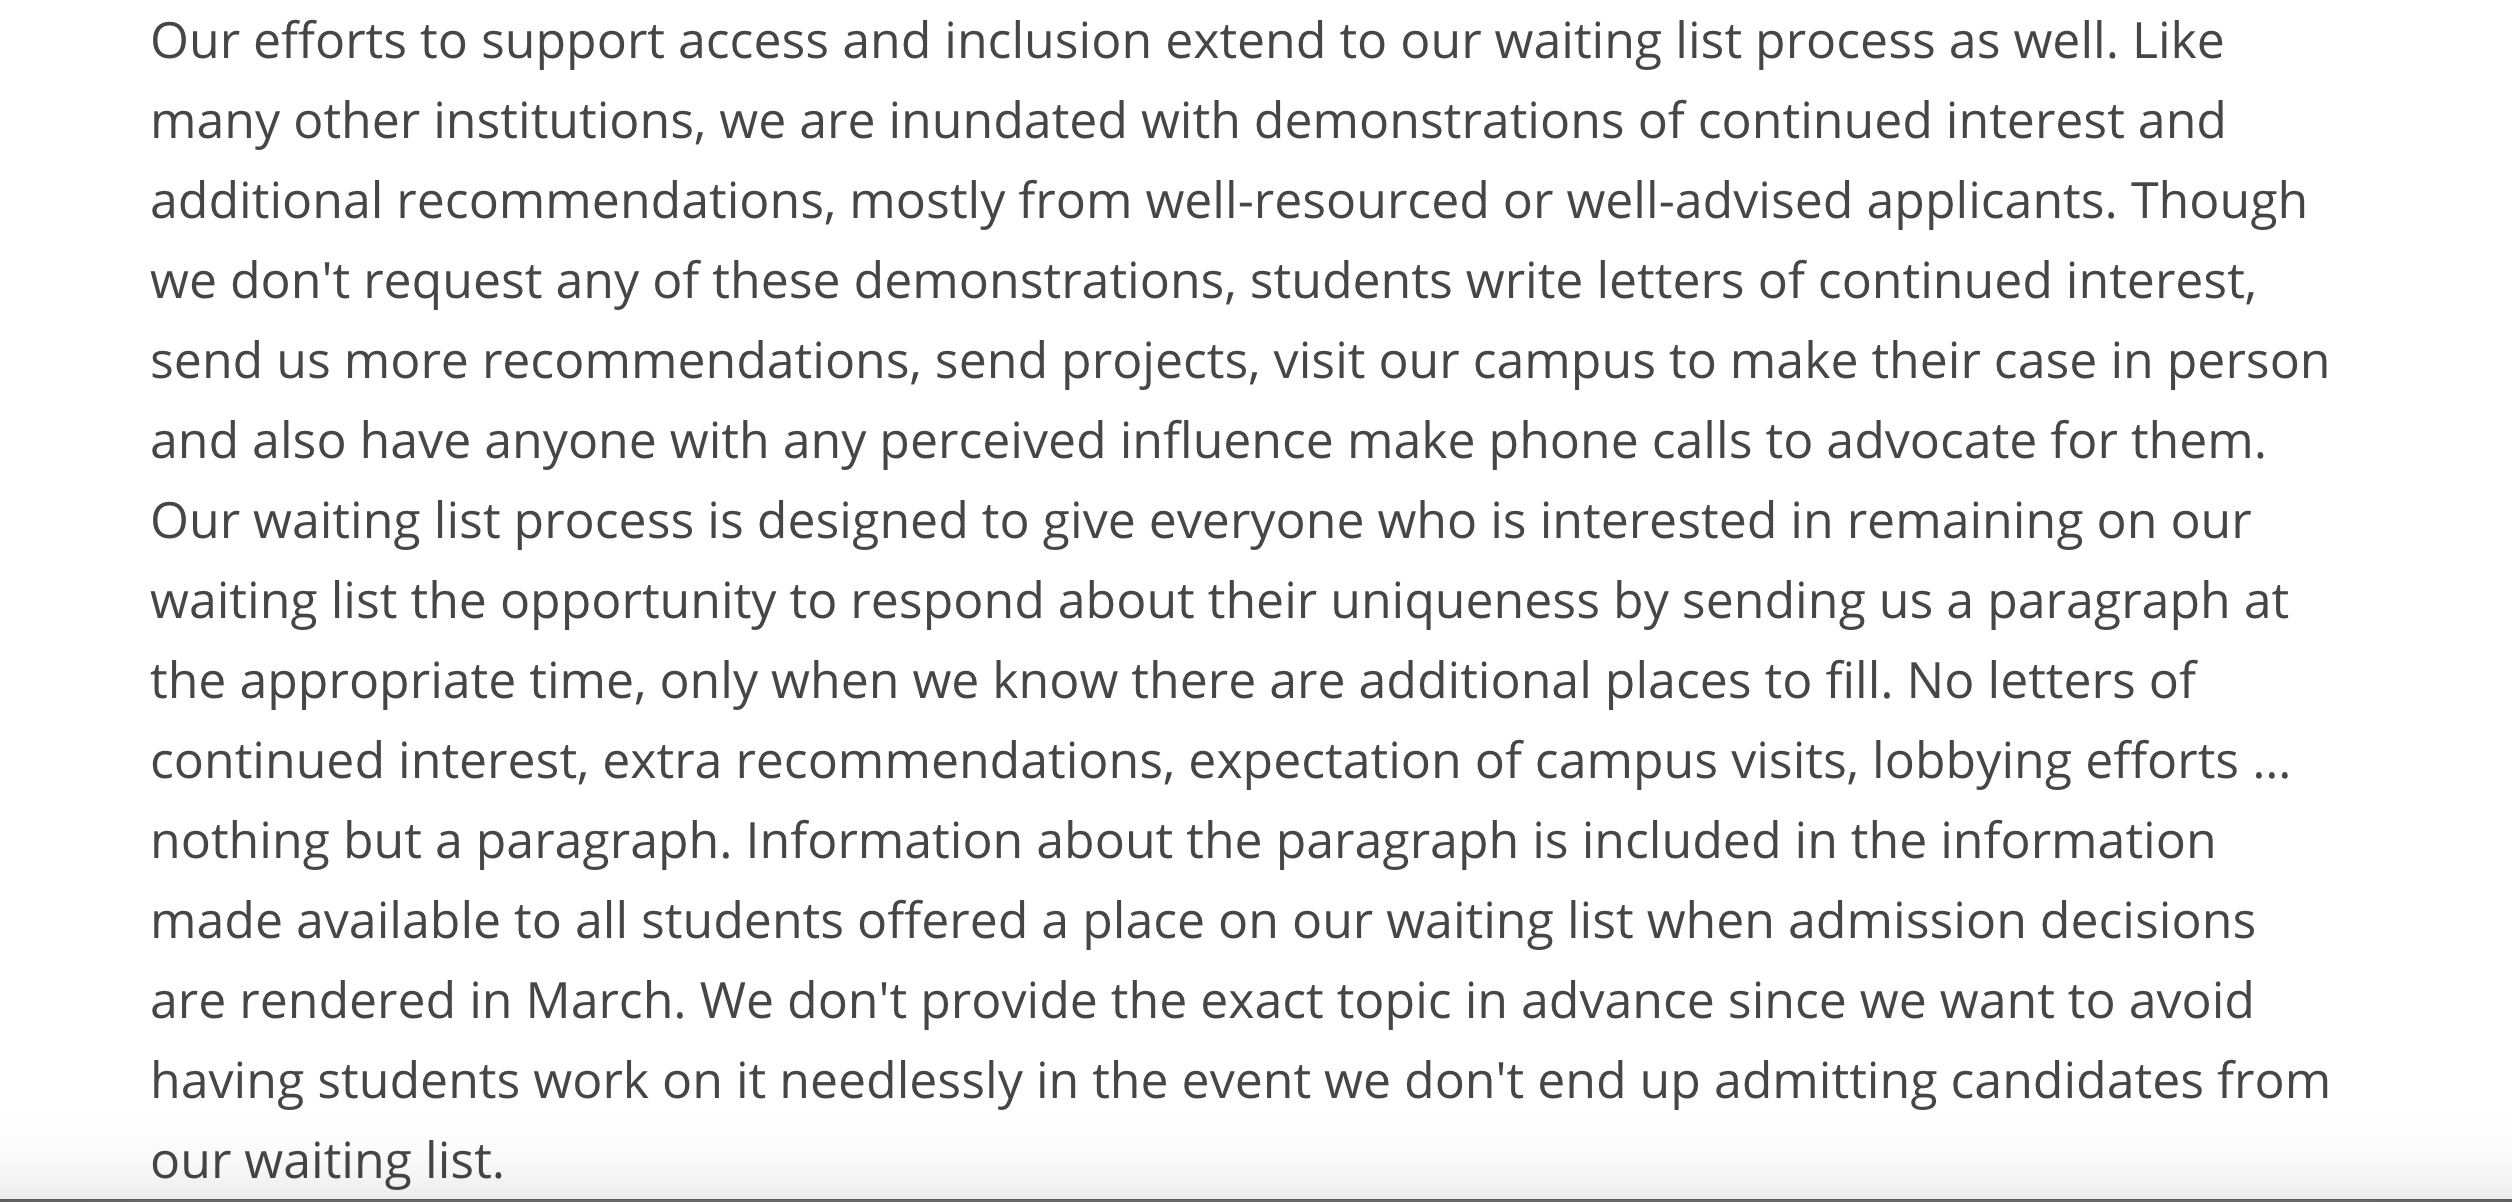 Our efforts to support access and inclusion extend to our waiting list process as well. Like
many other institutions, we are inundated with demonstrations of continued interest and
additional recommendations, mostly from well-resourced or well-advised applicants. Though
we don't request any of these demonstrations, students write letters of continued interest,
send us more recommendations, send projects, visit our campus to make their case in person
and also have anyone with any perceived influence make phone calls to advocate for them.
Our waiting list process is designed to give everyone who is interested in remaining on our
waiting list the opportunity to respond about their uniqueness by sending us a paragraph at
the appropriate time, only when we know there are additional places to fill. No letters of
continued interest, extra recommendations, expectation of campus visits, lobbying efforts ...
nothing but a paragraph. Information about the paragraph is included in the information
made available to all students offered a place on our waiting list when admission decisions
are rendered in March. We don't provide the exact topic in advance since we want to avoid
having students work on it needlessly in the event we don't end up admitting candidates from
our waiting list.